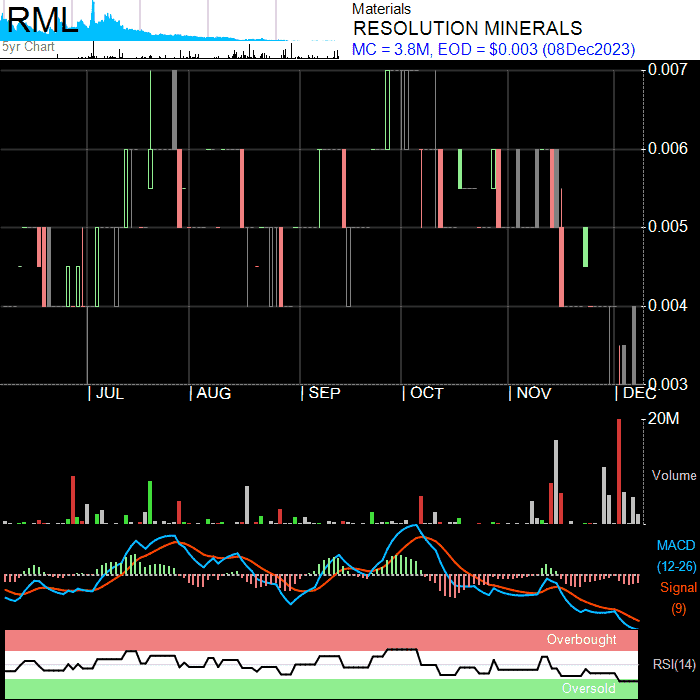 RML
5yr Chart
Materials
RESOLUTION MINERALS
MC = 3.8M, EOD = $0.003 (08Dec2023)
0.007
0.006
0.005
0.004
0.003
JUL
AUG
SEP
OCT
NOV
DEC
20M
Volume
MACD
(12-26)
Signal
(9)
Overbought
RSI(14)
Oversold